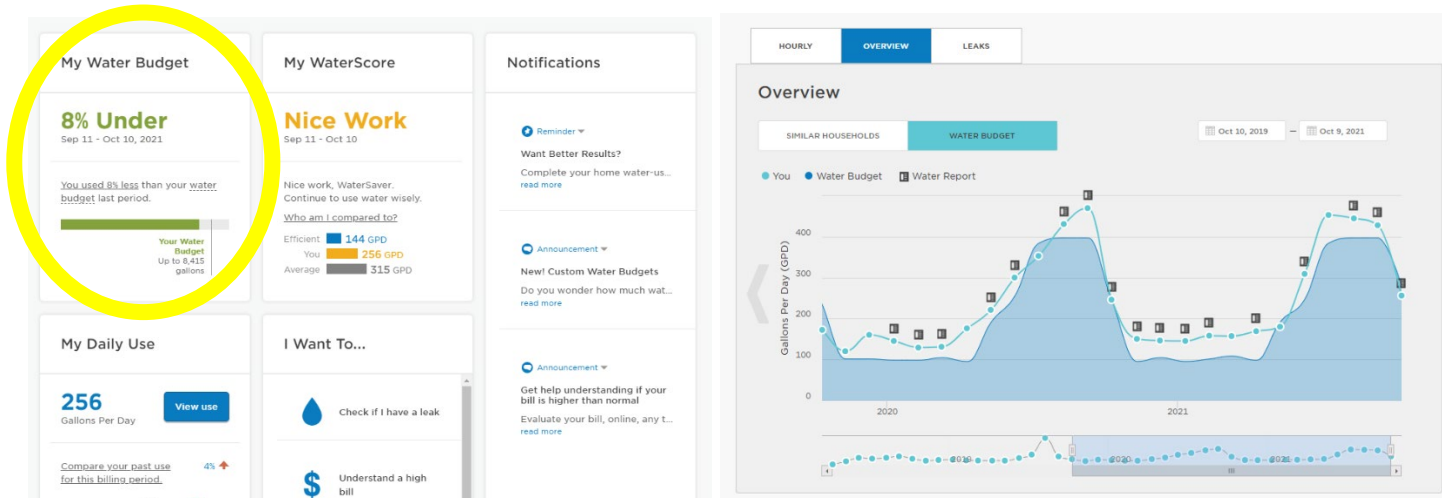 My Water Budget
8% Under
Sep 11 - Oct 10, 2021
You used 8% less than your water
budget last period.
Your Water
Budget
Up to 8,415
gallons
My WaterScore
Nice Work
Sep 11 - Oct 10
Nice work, WaterSaver.
Continue to use water wisely.
Who am I compared to?
Efficient 144 GPD
You 256 GPD
Average 315 GPD
Notifications
Reminder
Want Better Results?
Complete your home water-us...
read more
Announcement
New! Custom Water Budgets
Do you wonder how much wat...
read more
Announcement
Get help understanding if your
bill is higher than normal
Evaluate your bill, online, any t...
read more
My Daily Use
256
Gallons Per Day
View use
Compare your past use
for this billing period.
4%
I Want To...
Check if I have a leak
$
Understand a high
bill
HOURLY
OVERVIEW
LEAKS
Overview
SIMILAR HOUSEHOLDS
WATER BUDGET
Oct 10, 2019 – Oct 9, 2021
You
Water Budget
Water Report
Gallons Per Day (GPD)
400
300
200
100
0
2020
2021
2019
2020
2021